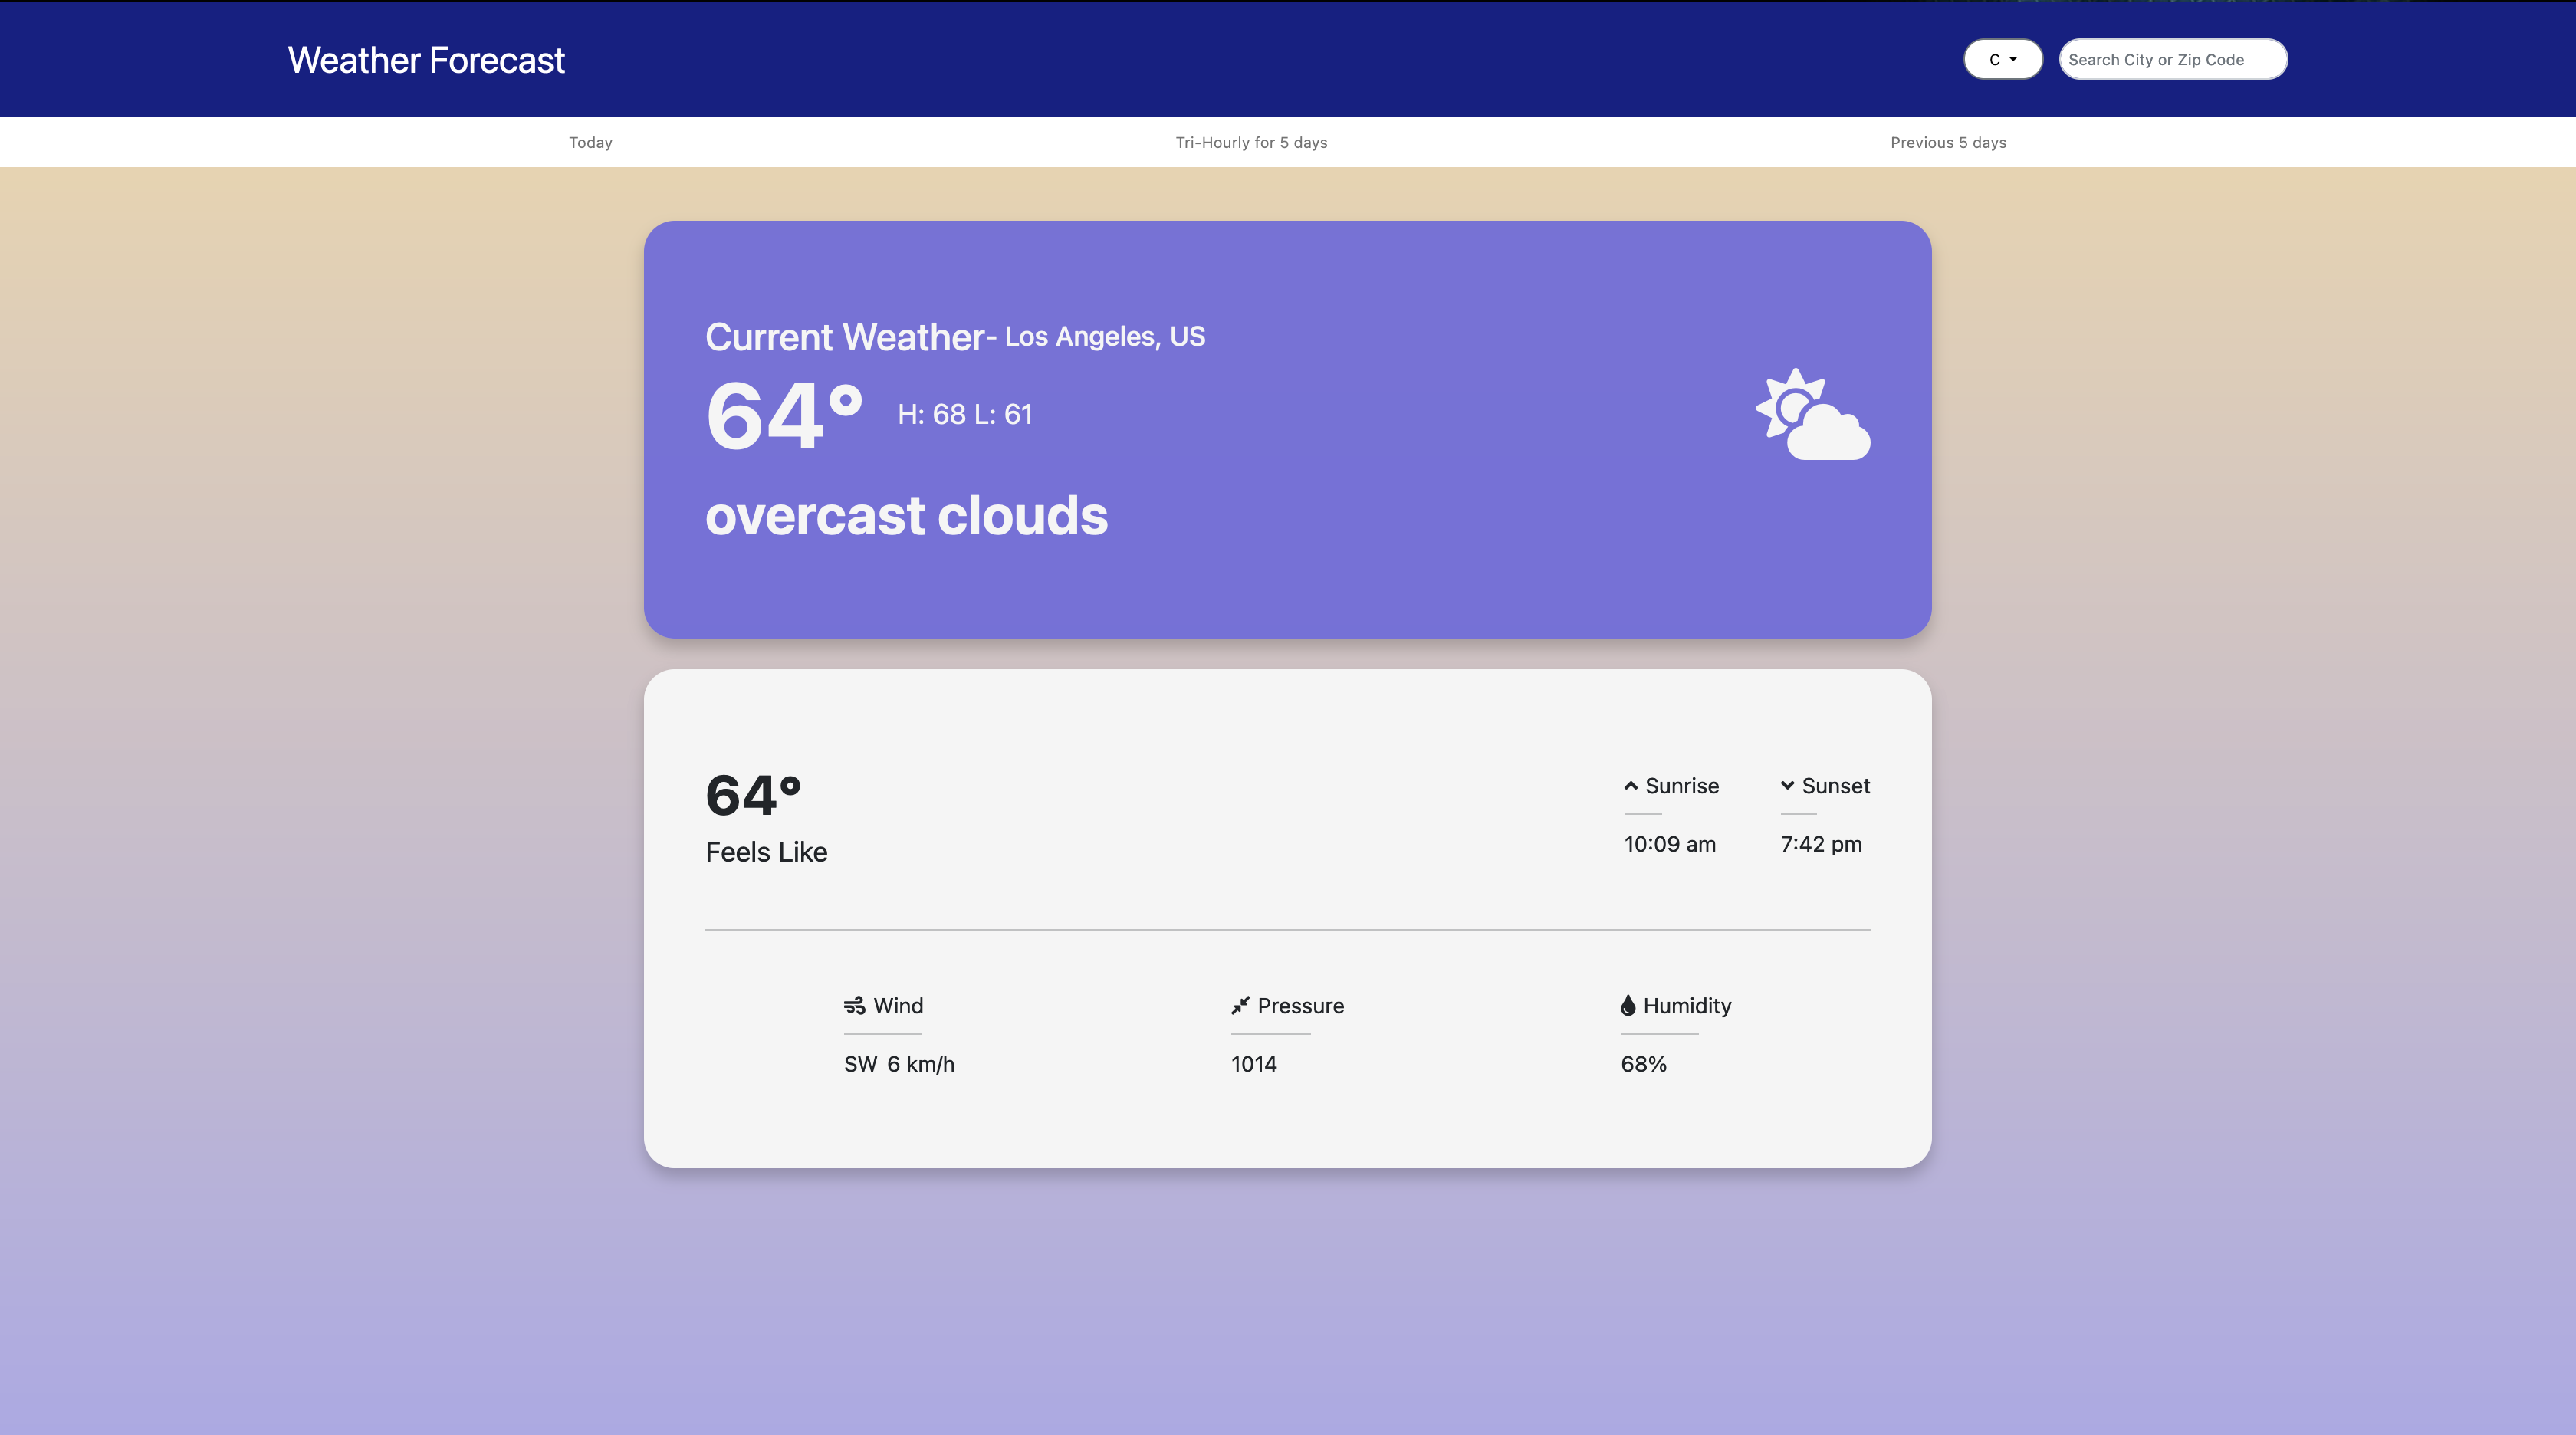 Weather Forecast
C
Search City or Zip Code
Today
Tri-Hourly for 5 days
Previous 5 days
Current Weather- Los Angeles, US
64° H: 68 L: 61
overcast clouds
64°
Feels Like
Sunrise
10:09 am
Sunset
7:42 pm
Wind
SW 6 km/h
Pressure
1014
Humidity
68%